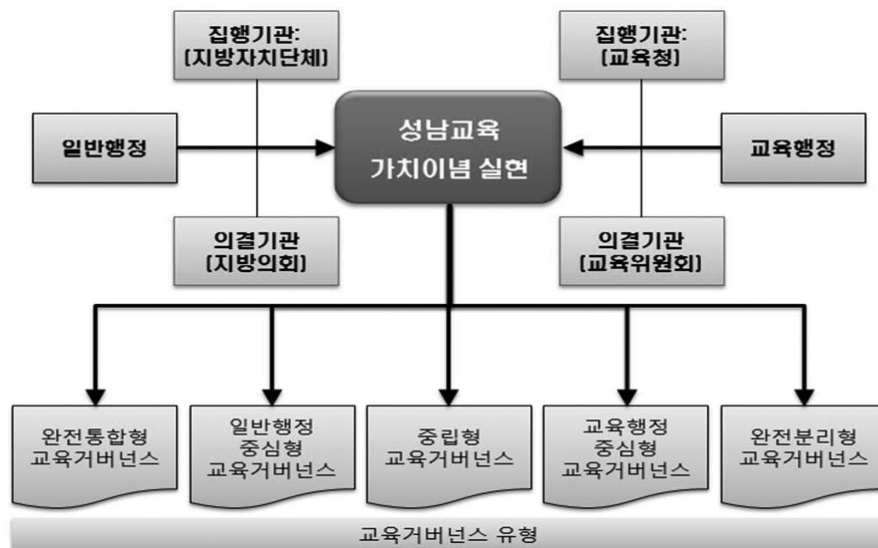 집행기관:
(지방자치단체)
집행기관:
(교육청)
일반행정
성남교육
가치이념 실현
교육행정
의결기관
(지방의회)
의결기관
(교육위원회)
완전통합형
교육거버넌스
일반행정
중심형
교육거버넌스
중립형
교육거버넌스
교육행정
중심형
교육거버넌스
완전분리형
교육거버넌스
교육거버넌스 유형